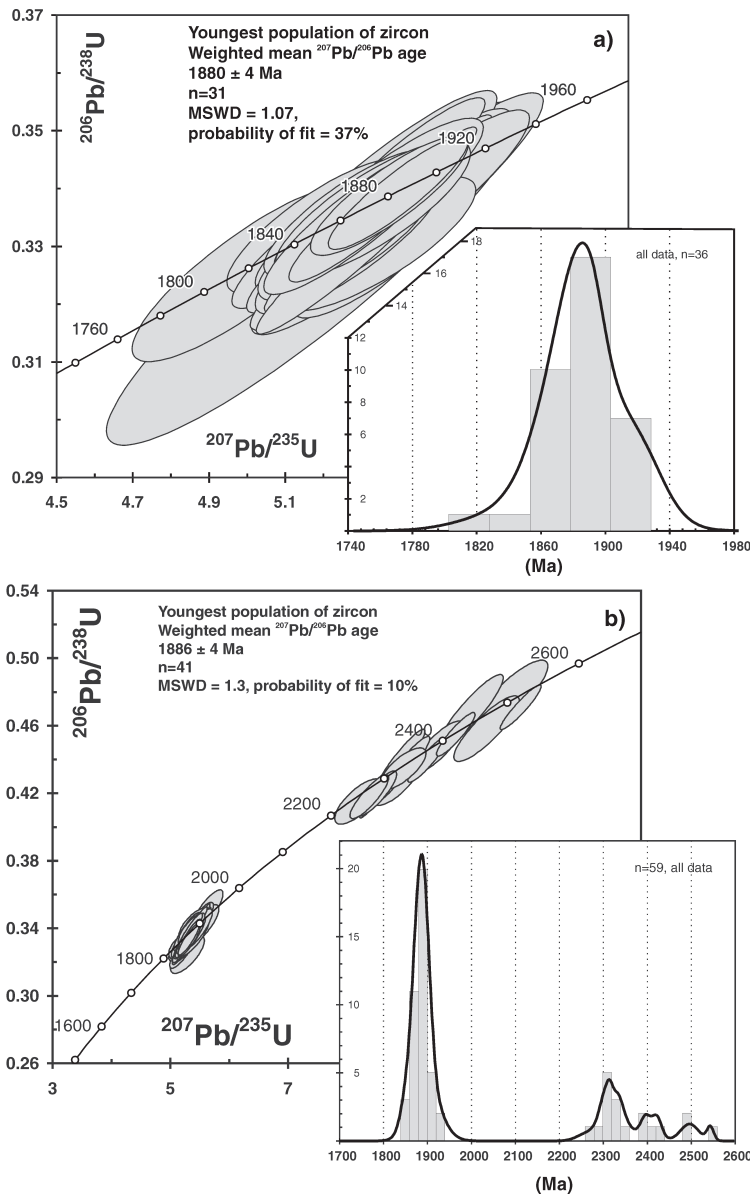 0.37
0.35
0.33
0.31
0.29
206Pb/238U
Youngest population of zircon
Weighted mean 207Pb/206Pb age
1880 ± 4 Ma
n=31
MSWD = 1.07,
probability of fit = 37%
a)
1960
1920
1880
1840
1800
1760
207Pb/235U
4.5 4.7 4.9 5.1
all data, n=36
18
16
14
12
10
8
6
4
2
1740 1780 1820 1860 1900 1940 1980
(Ma)
0.54
0.50
0.46
0.42
0.38
0.34
0.30
0.26
206Pb/238U
Youngest population of zircon
Weighted mean 207Pb/206Pb age
1886 ± 4 Ma
n=41
MSWD = 1.3, probability of fit = 10%
b)
2600
2400
2200
2000
1800
1600
207Pb/235U
3 5 7
n=59, all data
20
15
10
5
1700 1800 1900 2000 2100 2200 2300 2400 2500 2600
(Ma)